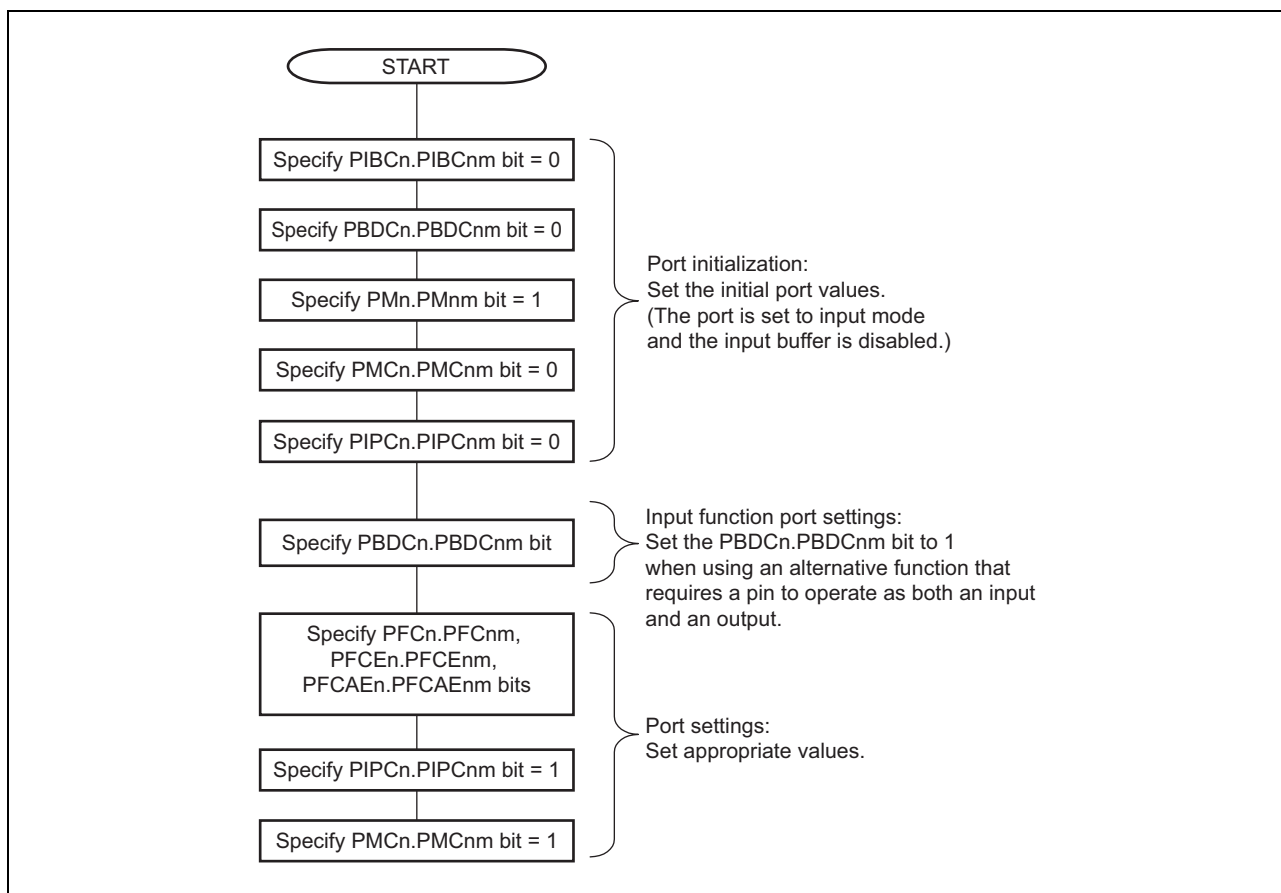 START
Specify PIBCn.PIBCnm bit = 0
Specify PBDCn.PBDCnm bit = 0
Specify PMn.PMnm bit = 1
Specify PMCn.PMCnm bit = 0
Specify PIPCn.PIPCnm bit = 0
Port initialization:
Set the initial port values.
(The port is set to input mode
and the input buffer is disabled.)
Specify PBDCn.PBDCnm bit
Input function port settings:
Set the PBDCn.PBDCnm bit to 1
when using an alternative function that
requires a pin to operate as both an input
and an output.
Specify PFCn.PFCnm,
PFCEn.PFCEnm,
PFCAEn.PFCAEnm bits
Specify PIPCn.PIPCnm bit = 1
Specify PMCn.PMCnm bit = 1
Port settings:
Set appropriate values.